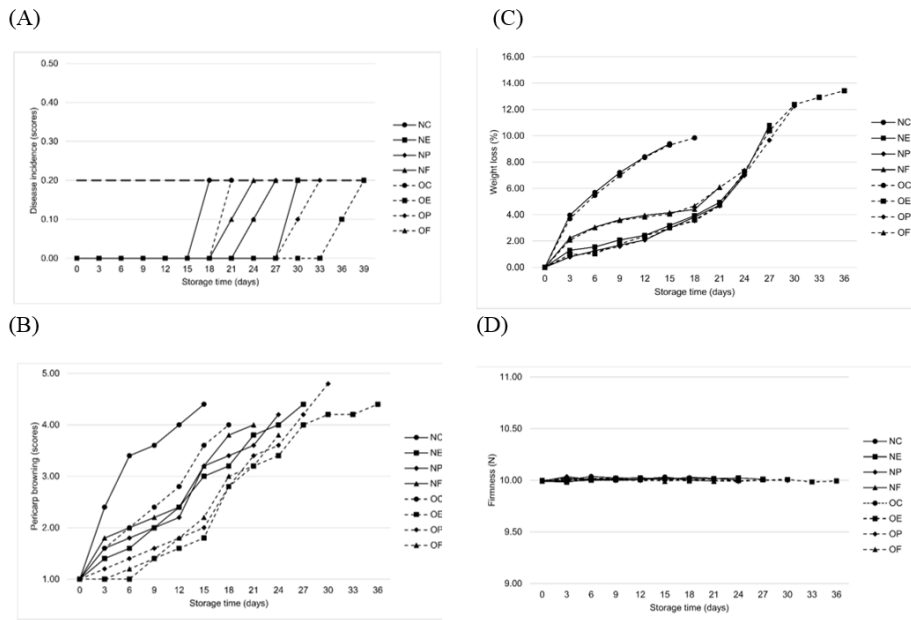 (A)
0.50
0.40
0.30
0.20
0.10
0.00
Disease incidence (scores)
0 3 6 9 12 15 18 21 24 27 30 33 36 39
Storage time (days)
NC
NE
NP
NF
OC
OE
OP
OF
(C)
16.00
14.00
12.00
10.00
8.00
6.00
4.00
2.00
0.00
Weight loss (%)
0 3 6 9 12 15 18 21 24 27 30 33 36
Storage time (days)
NC
NE
NP
NF
OC
OE
OP
OF
(B)
5.00
4.00
3.00
2.00
1.00
Pericarp browning (scores)
0 3 6 9 12 15 18 21 24 27 30 33 36
Storage time (days)
NC
NE
NP
NF
OC
OE
OP
OF
(D)
11.00
10.50
10.00
9.50
9.00
Firmness (N)
0 3 6 9 12 15 18 21 24 27 30 33 36
Storage time (days)
NC
NE
NP
NF
OC
OE
OP
OF